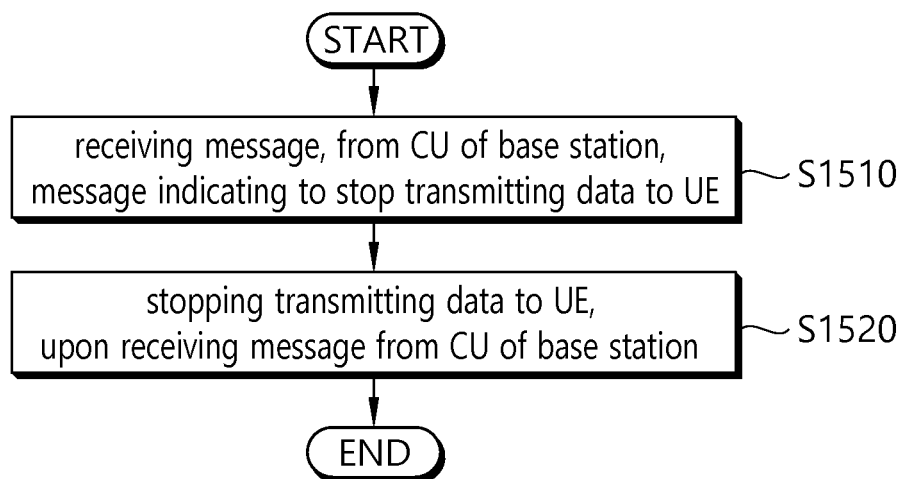 START
receiving message, from CU of base station,
message indicating to stop transmitting data to UE
S1510
stopping transmitting data to UE,
upon receiving message from CU of base station
S1520
END